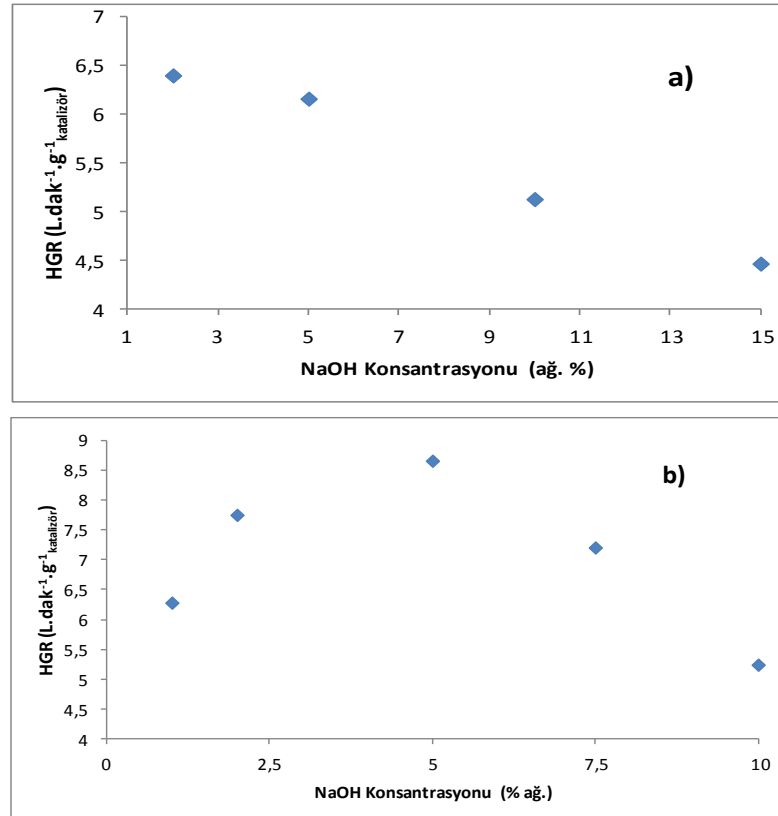 7
6,5
6
5,5
5
4,5
4
HGR (L.dak⁻¹.g⁻¹katalizör)
a)
1 3 5 7 9 11 13 15
NaOH Konsantrasyonu (ağ. %)
9
8,5
8
7,5
7
6,5
6
5,5
5
4,5
4
HGR (L.dak⁻¹.g⁻¹katalizör)
b)
0 2,5 5 7,5 10
NaOH Konsantrasyonu (% ağ.)